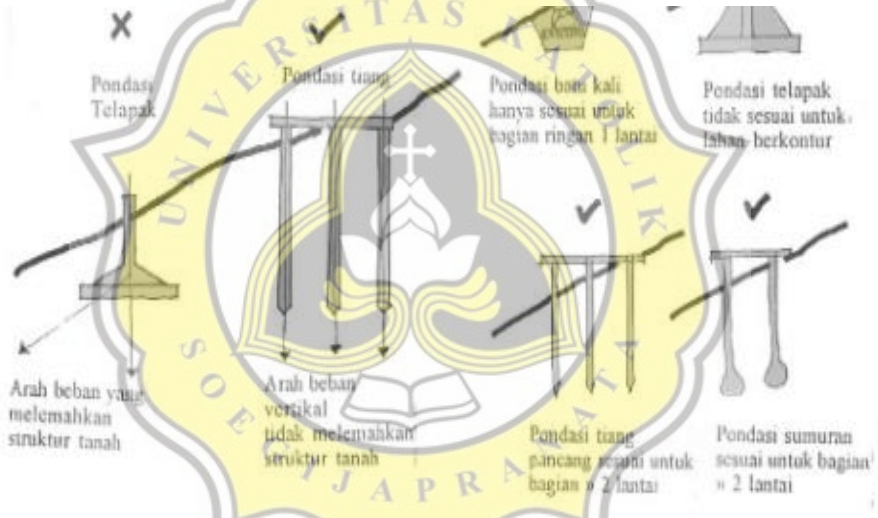 Pondasi
Telapak
Pondasi tiang
Pondasi batu kali
hanya sesuai untuk
bagian ringan 1 lantai
Pondasi telapak
tidak sesuai untuk
lahan berkontur
Arah beban yang
melemahkan
struktur tanah
Arah beban
vertikal
tidak melemahkan
struktur tanah
Pondasi tiang
pancang sesuai untuk
bagian » 2 lantai
Pondasi sumuran
sesuai untuk bagian
» 2 lantai
UNIVERSITAS KATOLIK
SOEGIJAPRANATA